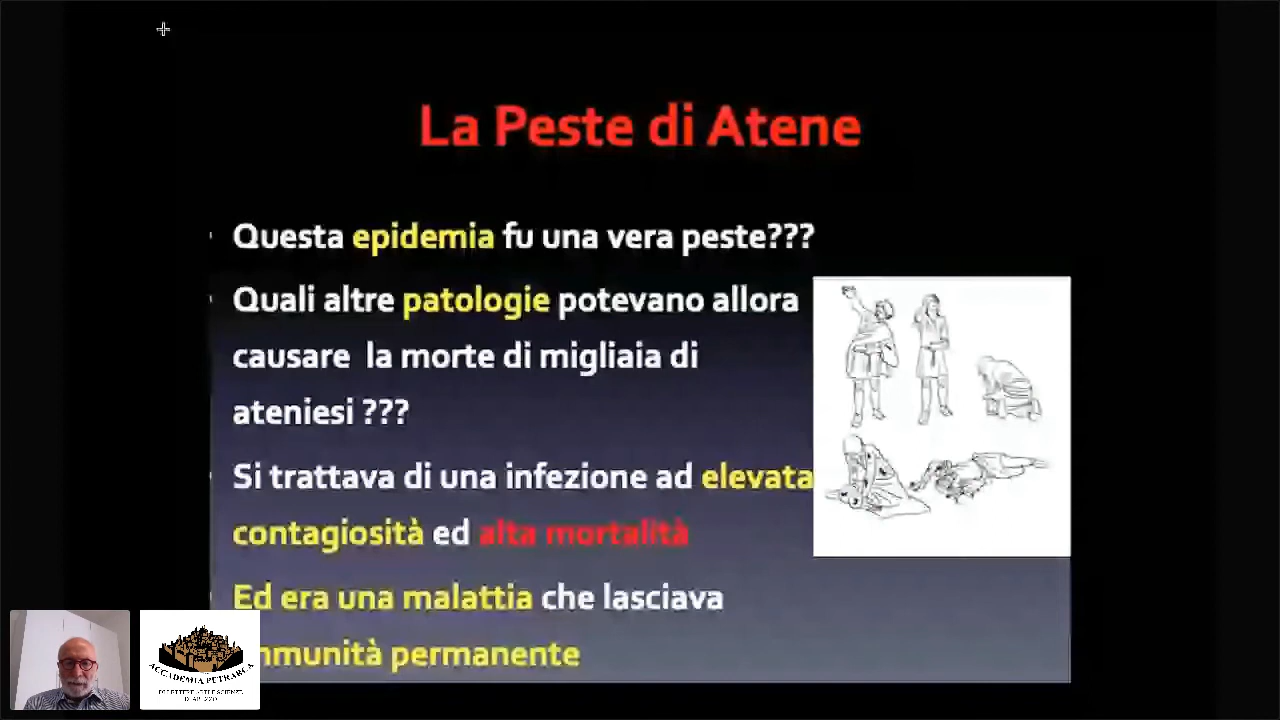 La Peste di Atene
Questa epidemia fu una vera peste???
Quali altre patologie potevano allora
causare la morte di migliaia di
ateniesi ???
Si trattava di una infezione ad elevata
contagiosità ed alta mortalità
Ed era una malattia che lasciava
permanente
ACCADEMIA PETRARCA